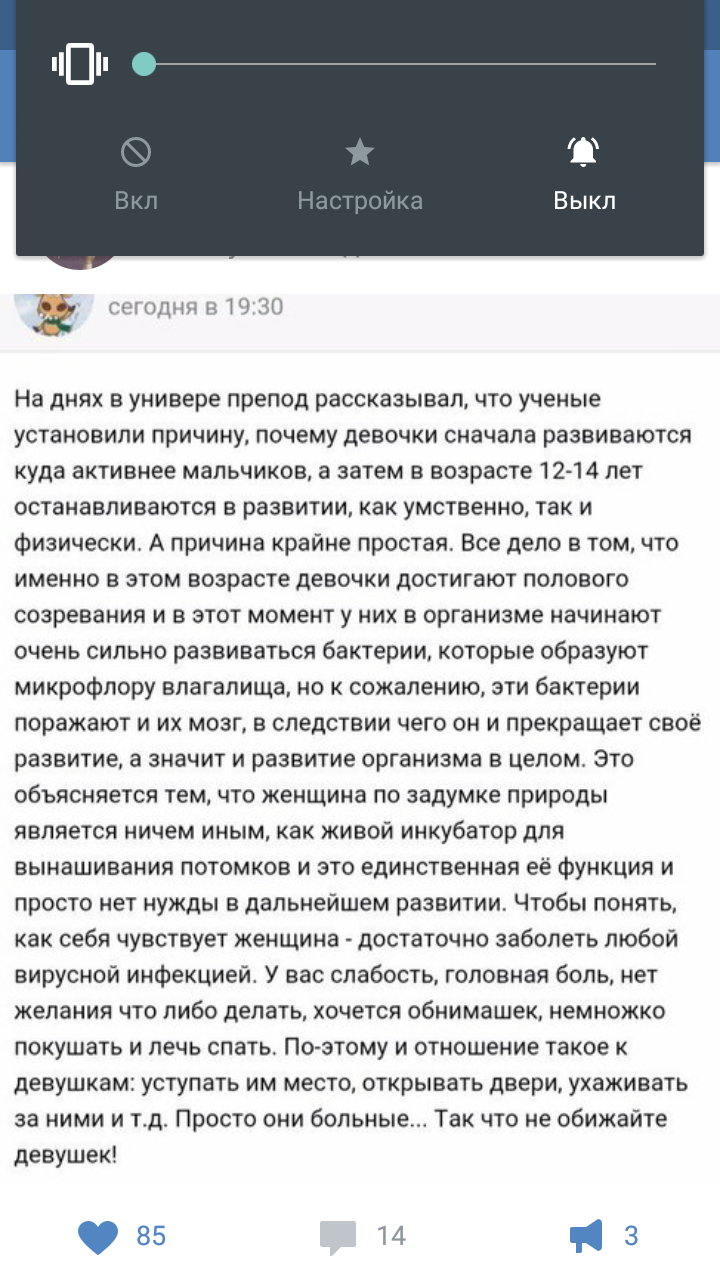 Вкл
Настройка
Выкл
сегодня в 19:30
На днях в универе препод рассказывал, что ученые
установили причину, почему девочки сначала развиваются
куда активнее мальчиков, а затем в возрасте 12-14 лет
останавливаются в развитии, как умственно, так и
физически. А причина крайне простая. Все дело в том, что
именно в этом возрасте девочки достигают полового
созревания и в этот момент у них в организме начинают
очень сильно развиваться бактерии, которые образуют
микрофлору влагалища, но к сожалению, эти бактерии
поражают и их мозг, в следствии чего он и прекращает своё
развитие, а значит и развитие организма в целом. Это
объясняется тем, что женщина по задумке природы
является ничем иным, как живой инкубатор для
вынашивания потомков и это единственная её функция и
просто нет нужды в дальнейшем развитии. Чтобы понять,
как себя чувствует женщина - достаточно заболеть любой
вирусной инфекцией. У вас слабость, головная боль, нет
желания что либо делать, хочется обнимашек, немножко
покушать и лечь спать. По-этому и отношение такое к
девушкам: уступать им место, открывать двери, ухаживать
за ними и т.д. Просто они больные... Так что не обижайте
девушек!
85
14
3